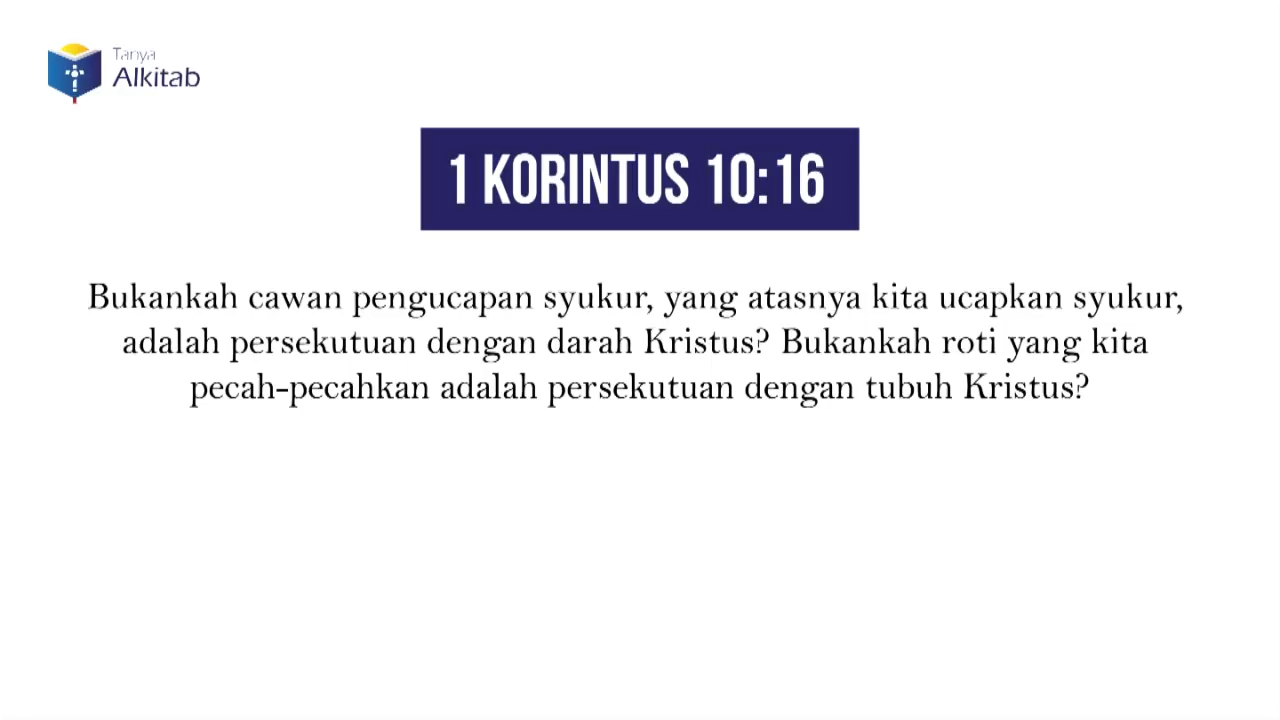 Tanya
Alkitab
1 KORINTUS 10:16
Bukankah cawan pengucapan syukur, yang atasnya kita ucapkan syukur,
adalah persekutuan dengan darah Kristus? Bukankah roti yang kita
pecah-pecahkan adalah persekutuan dengan tubuh Kristus?